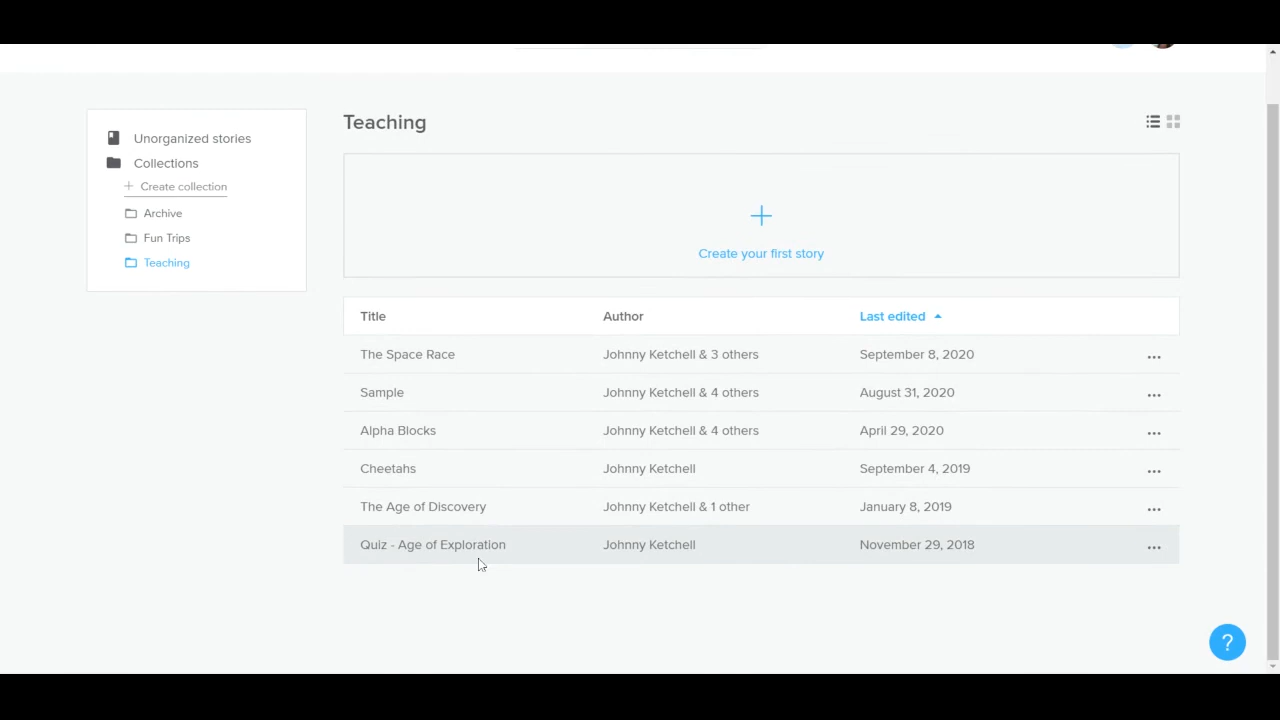 Unorganized stories
Collections
+ Create collection
Archive
Fun Trips
Teaching
Teaching
Create your first story
Title Author Last edited
The Space Race Johnny Ketchell & 3 others September 8, 2020
Sample Johnny Ketchell & 4 others August 31, 2020
Alpha Blocks Johnny Ketchell & 4 others April 29, 2020
Cheetahs Johnny Ketchell September 4, 2019
The Age of Discovery Johnny Ketchell & 1 other January 8, 2019
Quiz - Age of Exploration Johnny Ketchell November 29, 2018
?